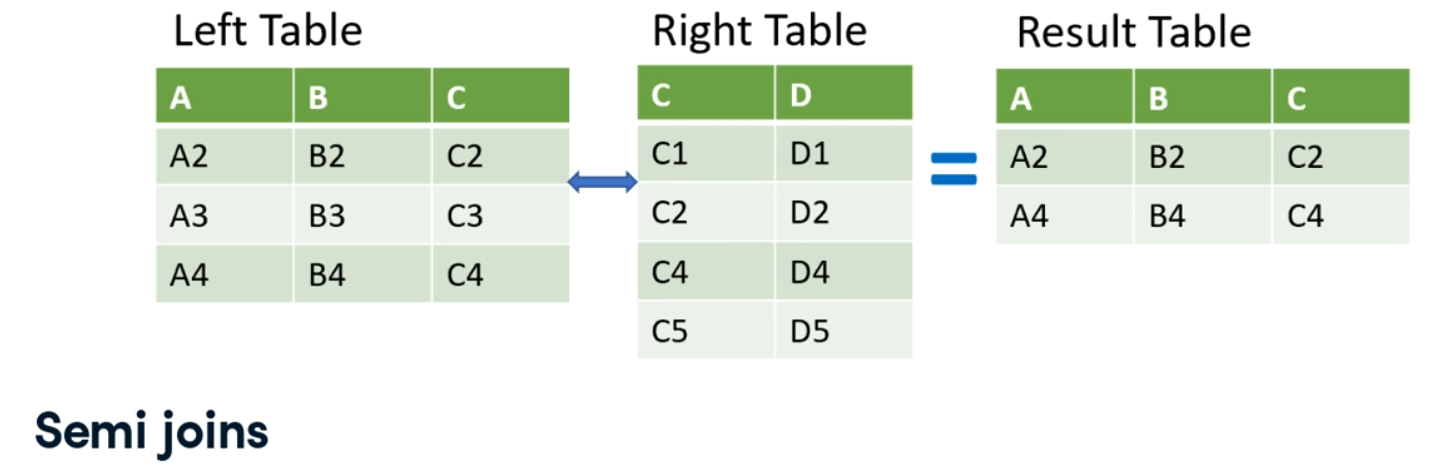 Left Table
A B C
A2 B2 C2
A3 B3 C3
A4 B4 C4
Right Table
C D
C1 D1
C2 D2
C4 D4
C5 D5
=
Result Table
A B C
A2 B2 C2
A4 B4 C4
Semi joins